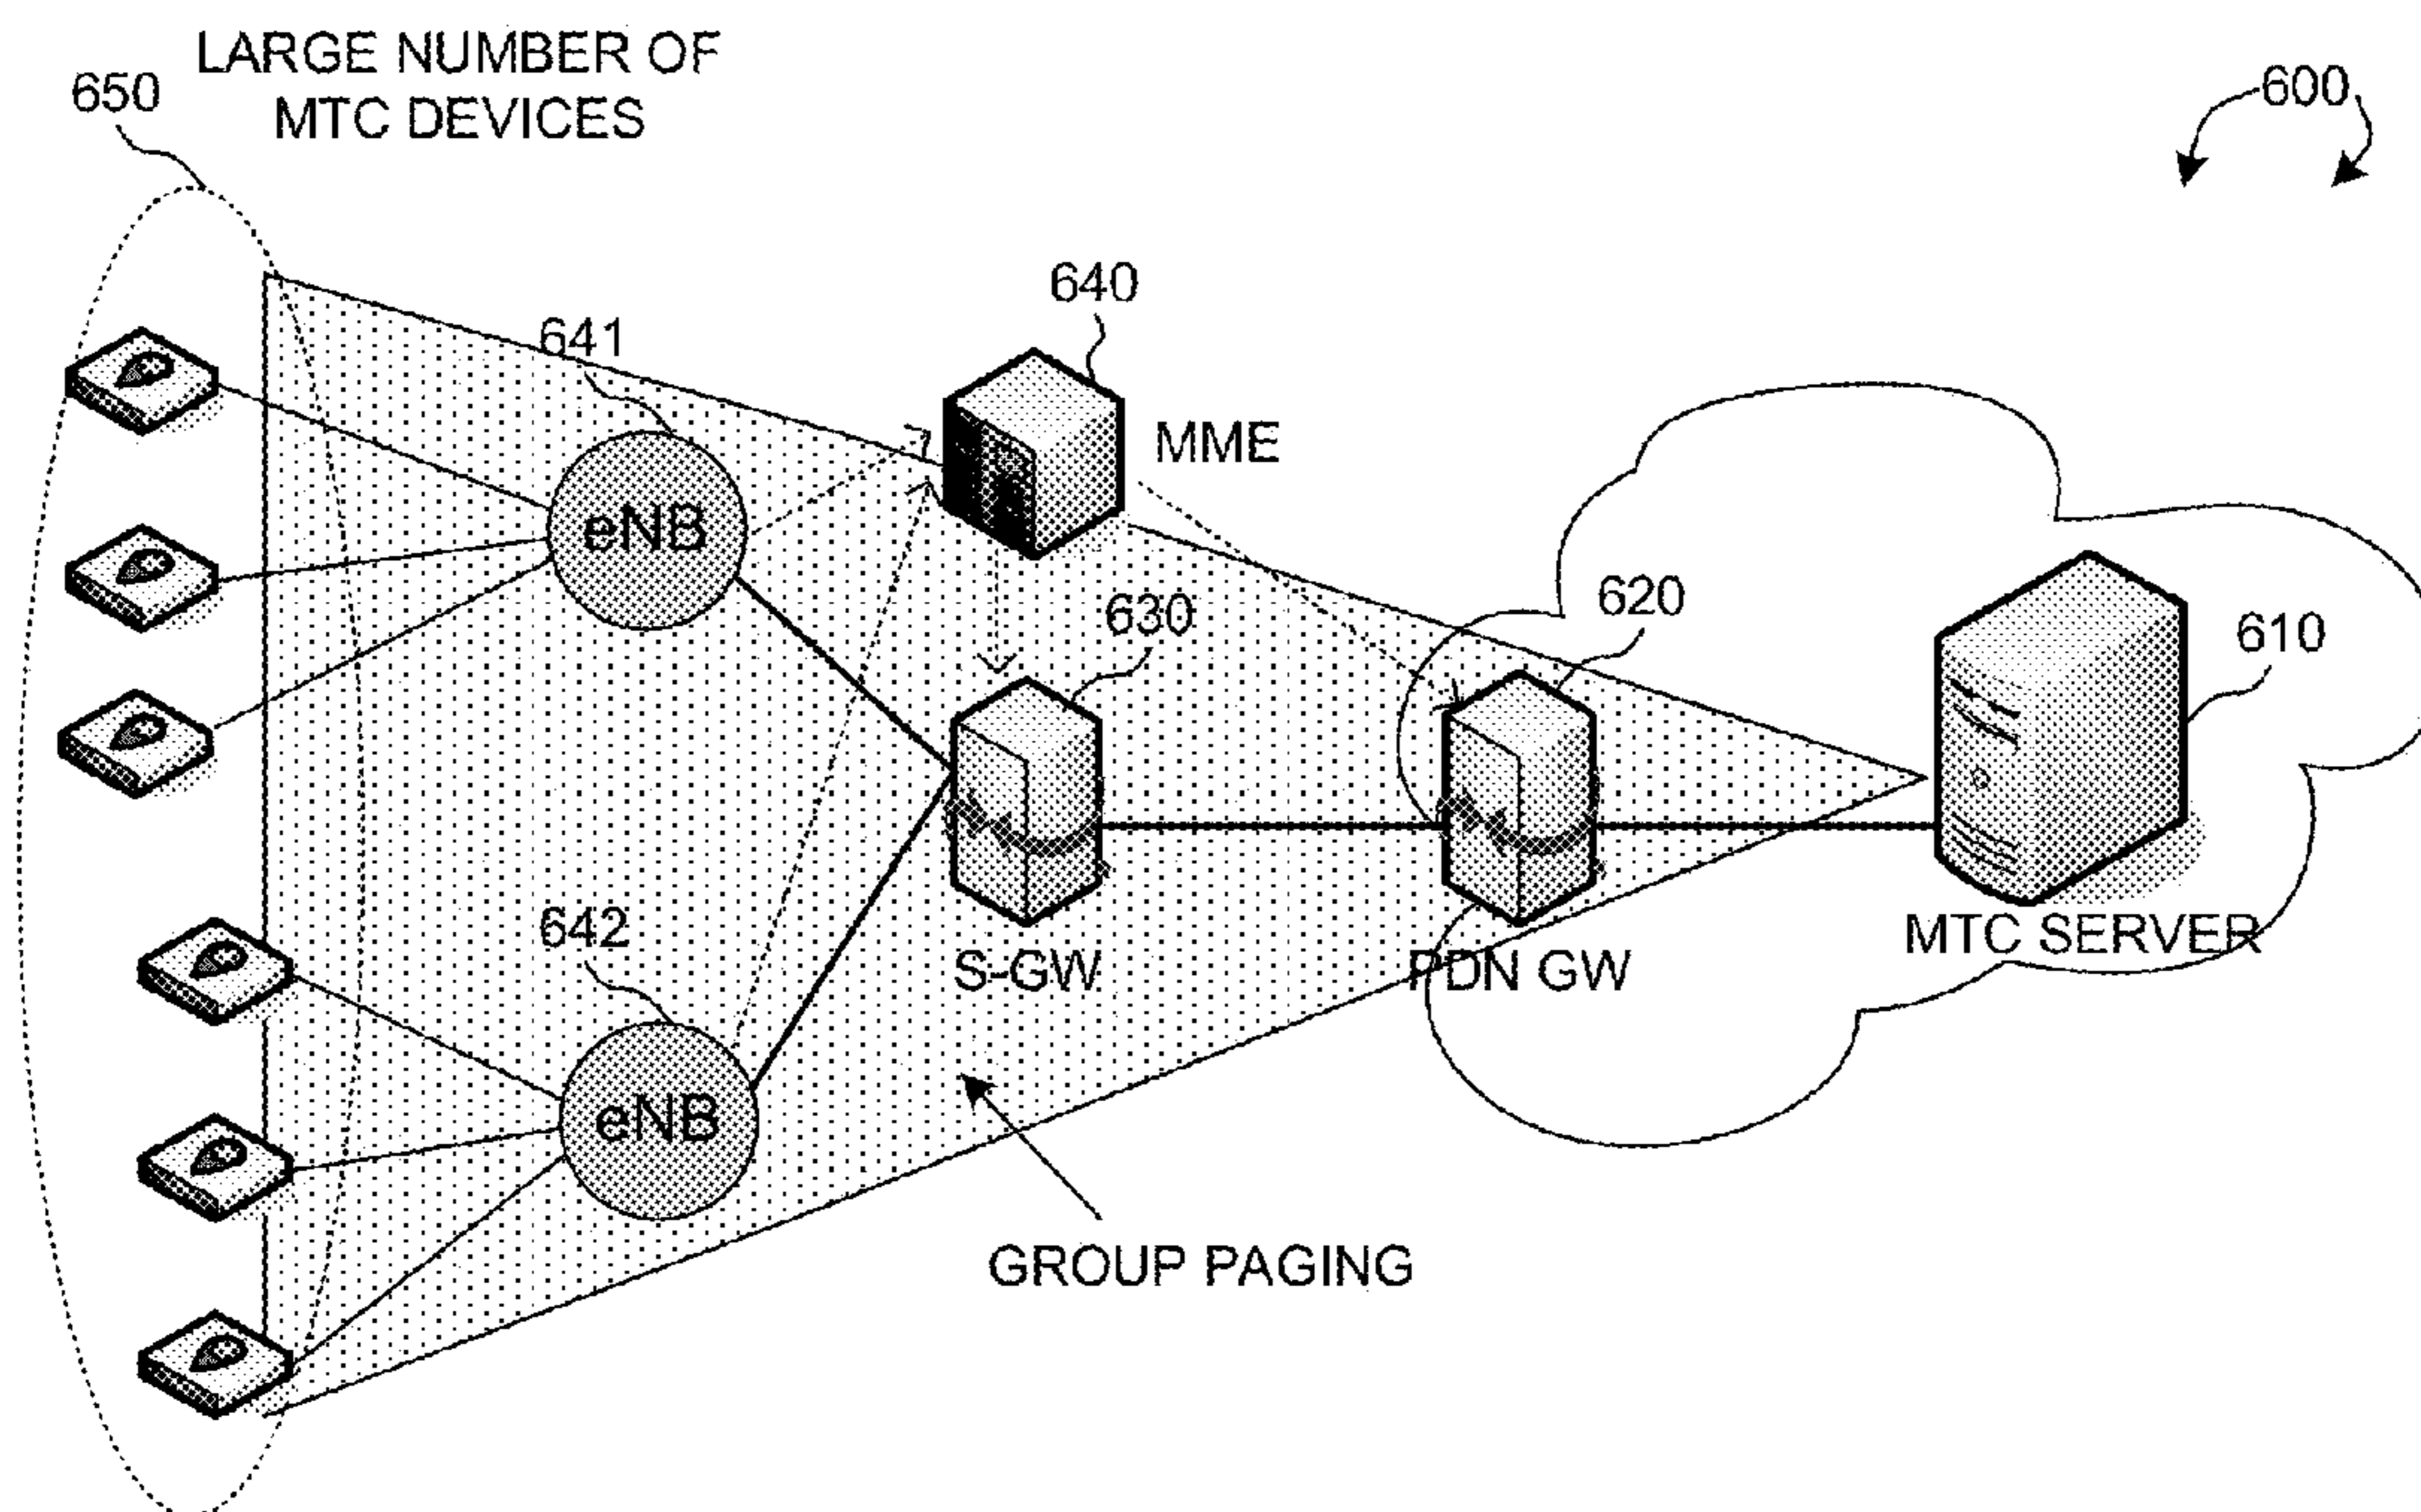 LARGE NUMBER OF
MTC DEVICES
650
600
640
641
MME
eNB
630
620
610
642
S-GW
PDN GW
MTC SERVER
eNB
GROUP PAGING